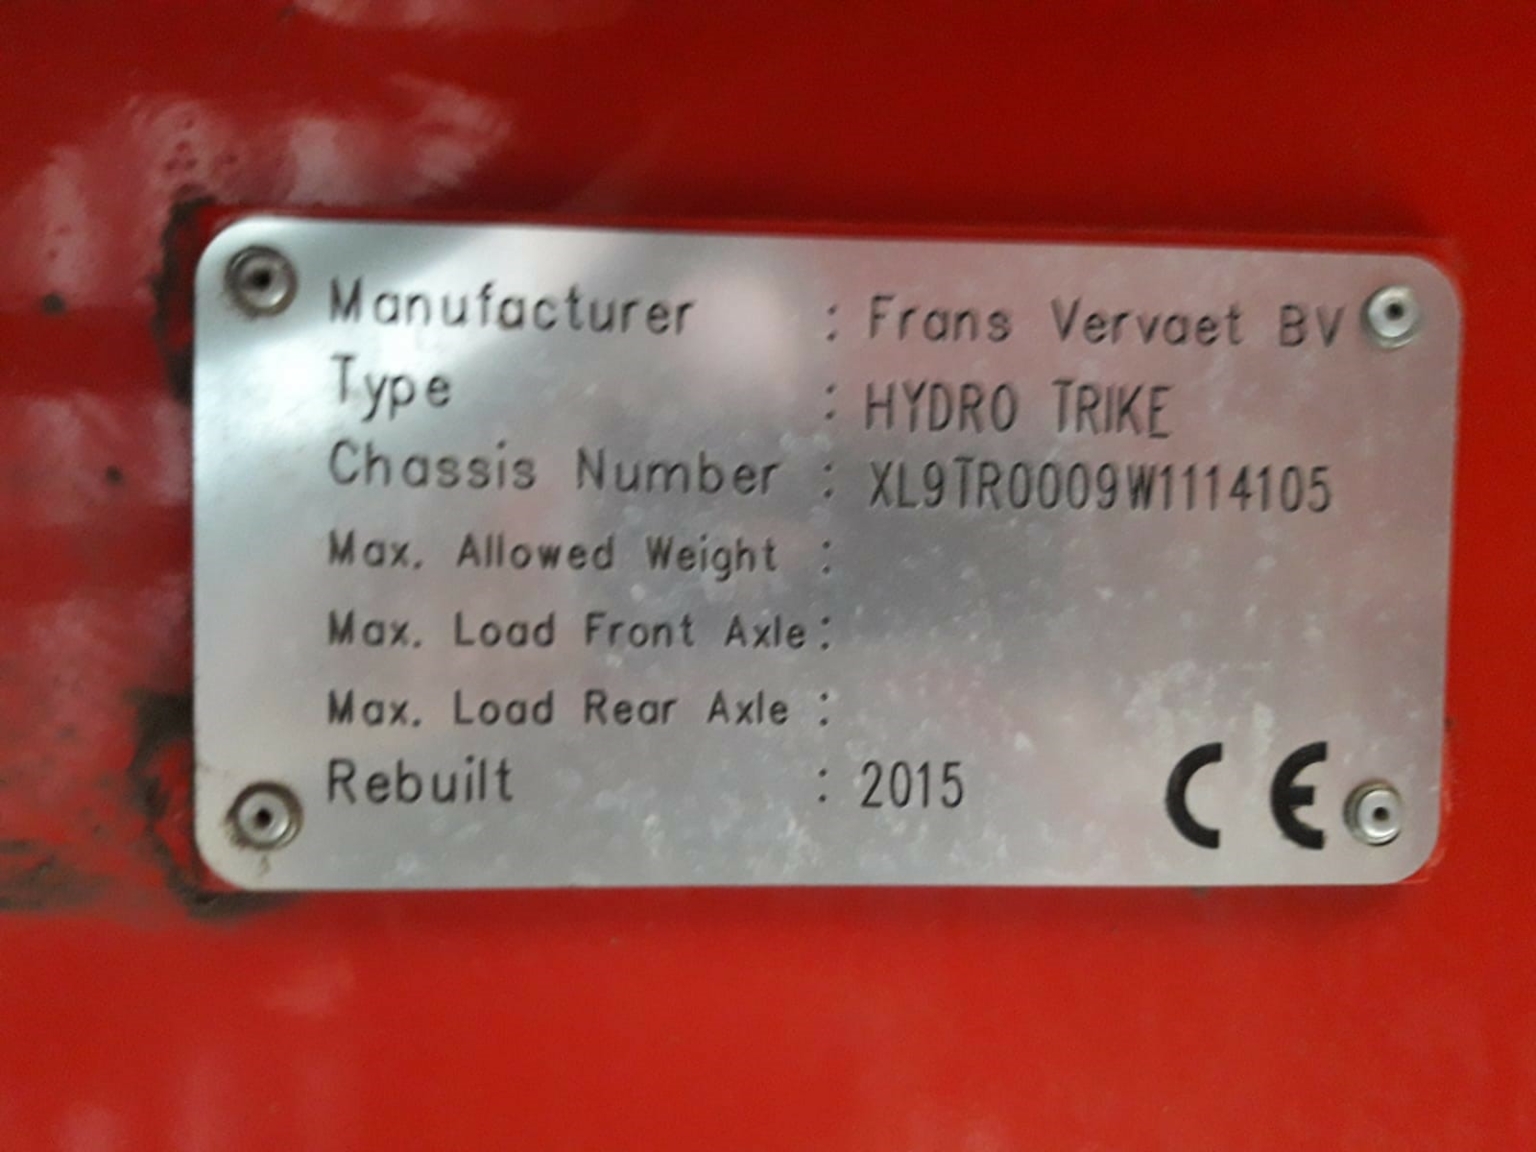 Manufacturer : Frans Vervaet BV
Type : HYDRO TRIKE
Chassis Number : XL9TR0009W1114105
Max. Allowed Weight :
Max. Load Front Axle :
Max. Load Rear Axle :
Rebuilt : 2015
CE